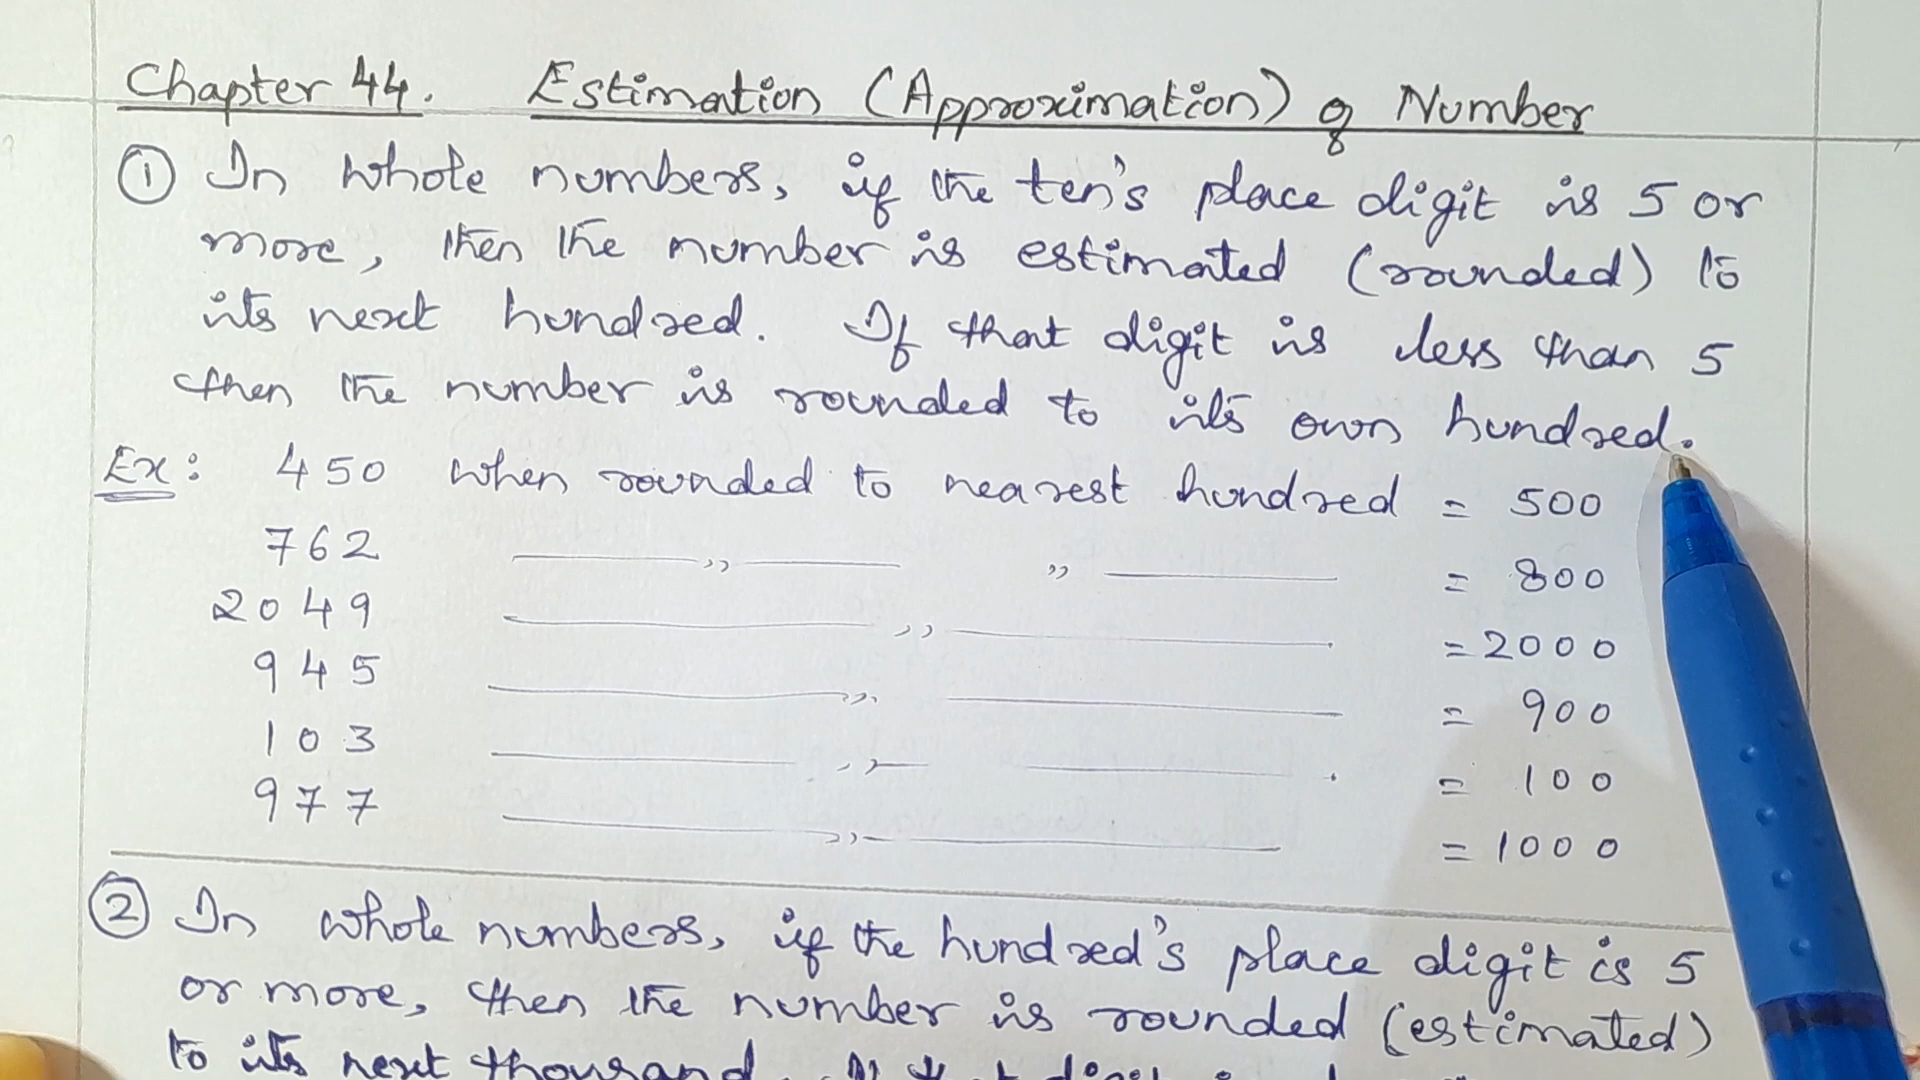 Chapter 44. Estimation (Approximation) of Number
① In whole numbers, if the ten's place digit is 5 or
more, then the number is estimated (rounded) to
its next hundred. If that digit is less than 5
then the number is rounded to its own hundred.
Ex: 450 when rounded to nearest hundred = 500
762 ——— ,, ——— ,, ——— = 800
2049 ——— ,, ——— = 2000
945 ——— ,, ——— = 900
103 ——— ,, ——— = 100
977 ——— ,, ——— = 1000
② In whole numbers, if the hundred's place digit is 5
or more, then the number is rounded (estimated)
to its next thousand. If that digit is